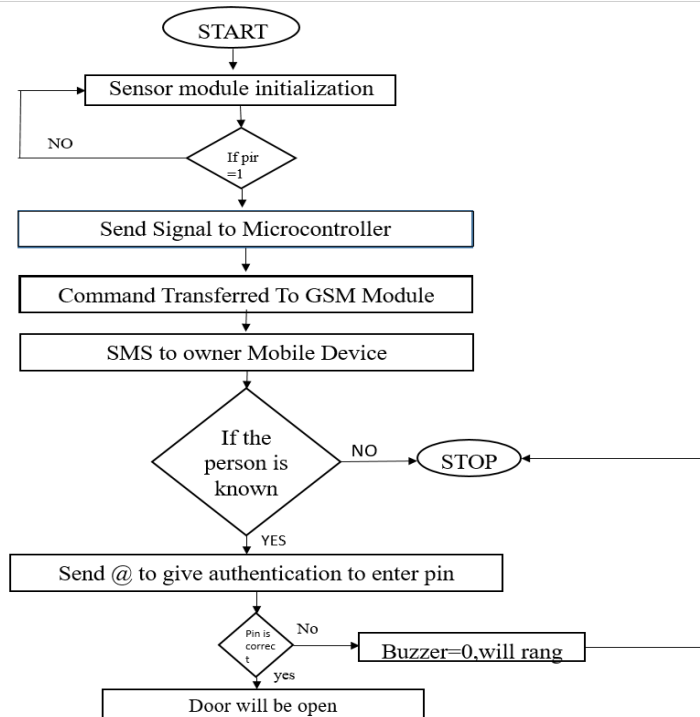 START
Sensor module initialization
NO
If pir
=1
Send Signal to Microcontroller
Command Transferred To GSM Module
SMS to owner Mobile Device
If the
person is
known
NO
STOP
YES
Send @ to give authentication to enter pin
Pin is
correc
t
No
Buzzer=0,will rang
yes
Door will be open